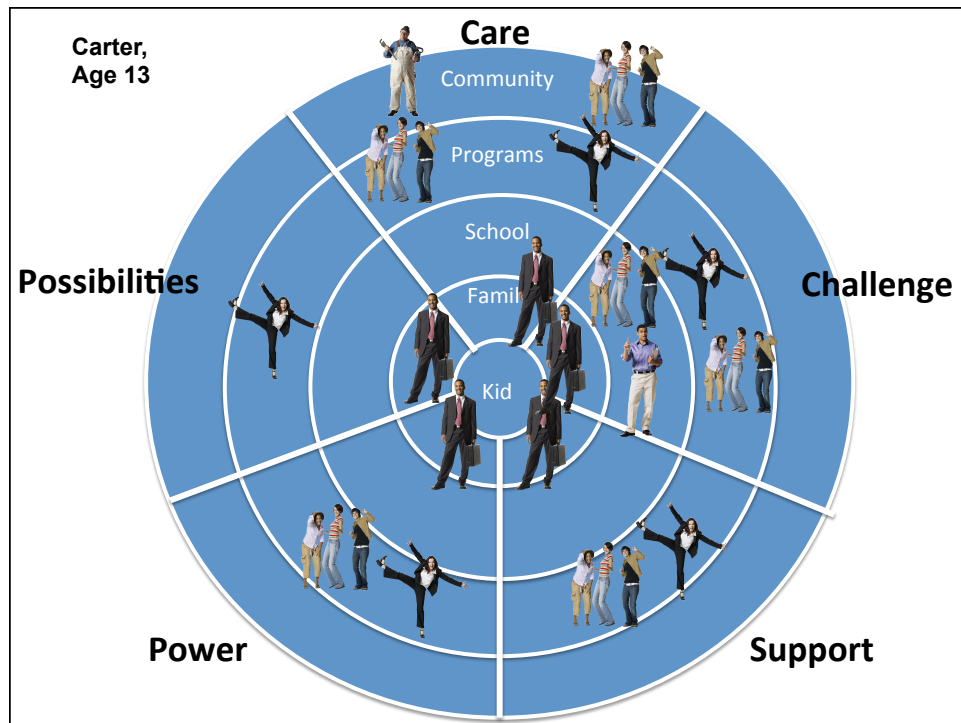 Carter,
Age 13
Care
Community
Programs
School
Famil
Kid
Possibilities
Challenge
Power
Support